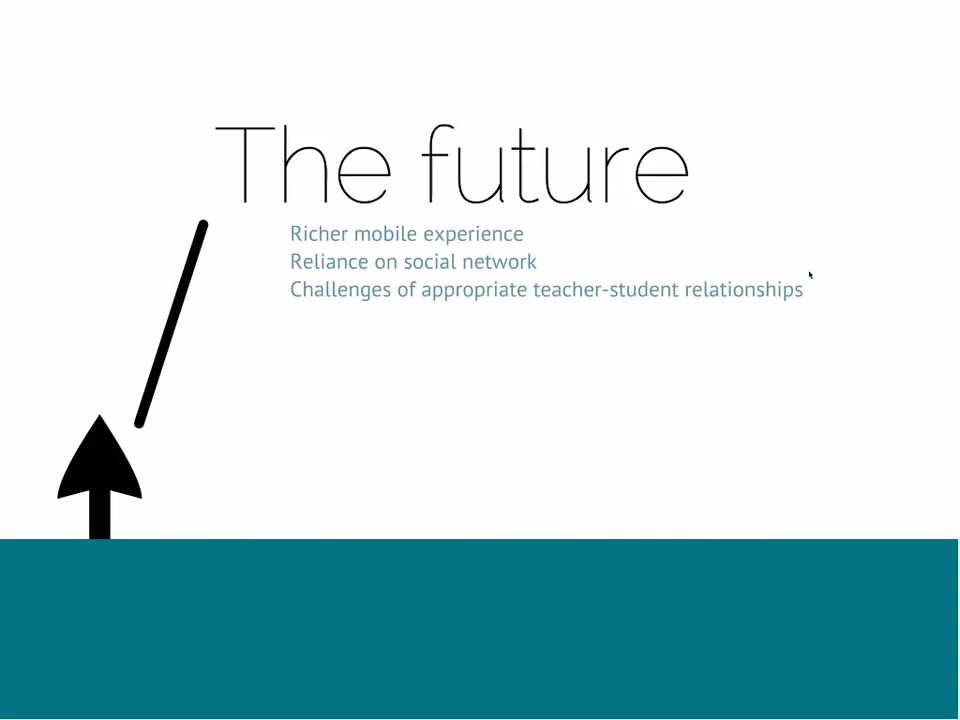 The future
Richer mobile experience
Reliance on social network
Challenges of appropriate teacher-student relationships